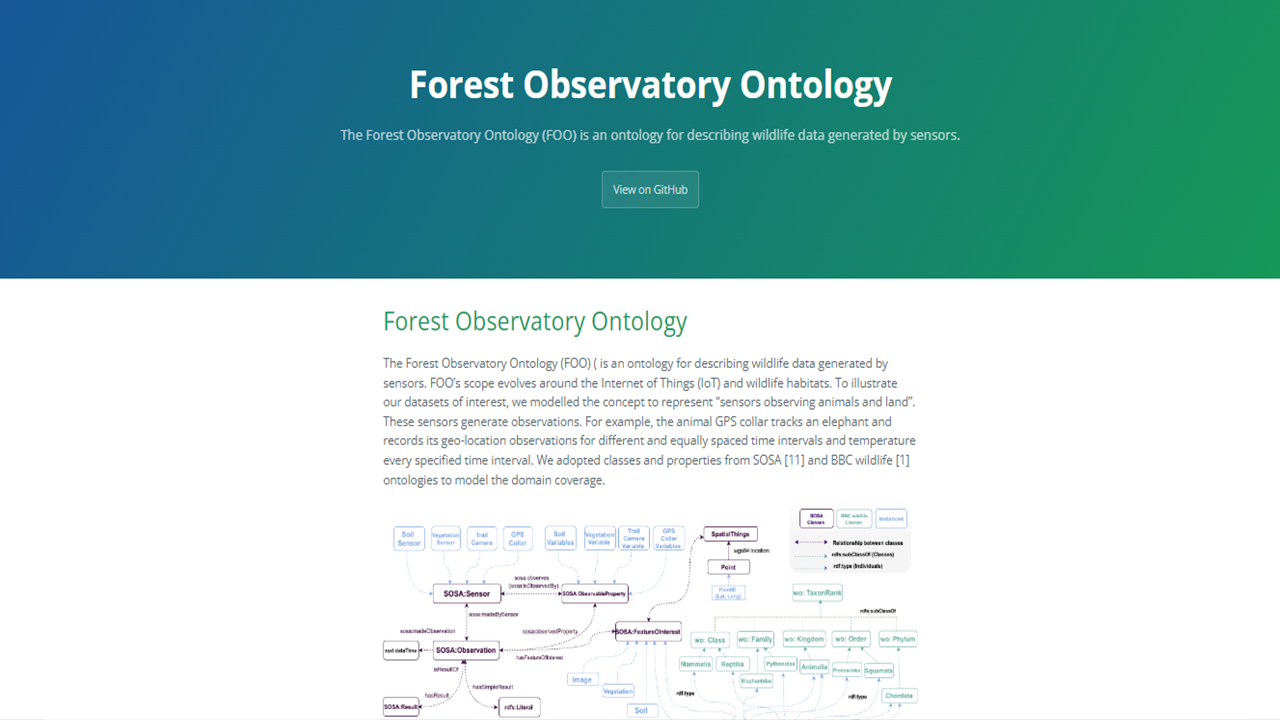 Forest Observatory Ontology
The Forest Observatory Ontology (FOO) is an ontology for describing wildlife data generated by sensors.
View on GitHub
Forest Observatory Ontology
The Forest Observatory Ontology (FOO) ( is an ontology for describing wildlife data generated by
sensors. FOO’s scope evolves around the Internet of Things (IoT) and wildlife habitats. To illustrate
our datasets of interest, we modelled the concept to represent “sensors observing animals and land”.
These sensors generate observations. For example, the animal GPS collar tracks an elephant and
records its geo-location observations for different and equally spaced time intervals and temperature
every specified time interval. We adopted classes and properties from SOSA [11] and BBC wildlife [1]
ontologies to model the domain coverage.
SOSA
Classes
BBC wildlife
Classes
Instances
Relationship between classes
rdfs:subClassOf (Classes)
rdf:type (Individuals)
Soil
Sensor
Vegetation
Sensor
Trail
Camera
GPS
Collar
Soil
Variables
Vegetation
Variable
Trail
Camera
Variable
GPS
Collar
Variables
SpatialThings
wgs84:location
Point
PointID
(Lat, Long)
SOSA:Sensor
sosa:observes
(sosa:isObservedBy)
SOSA:ObservableProperty
wo: TaxonRank
rdfs:subClassOf
sosa:madeBySensor
sosa:madeObservation
sosa:observedProperty
SOSA:FeatureOfInterest
wo: Class
wo: Family
wo: Kingdom
wo: Order
wo: Phylum
xsd:dateTime
SOSA:Observation
hasFeatureOfInterest
Mammalia
Reptilia
Pythonidae
Animalia
Proboscidea
Squamata
isResultOf
Image
Elephantidae
hasResult
hasSimpleResult
Vegetation
rdf:type
rdf:type
Chordata
SOSA:Result
rdfs:Literal
Soil